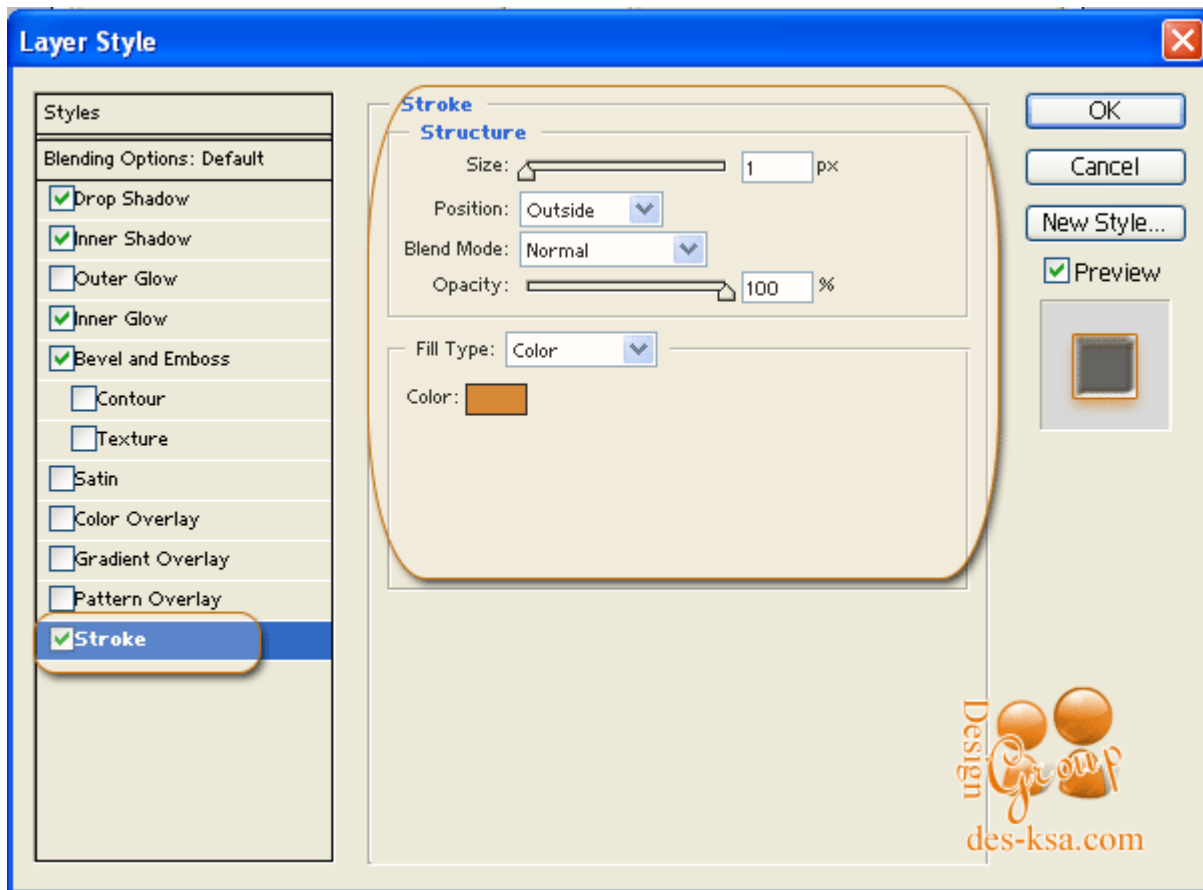 Layer Style
Styles
Blending Options: Default
Drop Shadow
Inner Shadow
Outer Glow
Inner Glow
Bevel and Emboss
Contour
Texture
Satin
Color Overlay
Gradient Overlay
Pattern Overlay
Stroke
Stroke
Structure
Size: 1 px
Position: Outside
Blend Mode: Normal
Opacity: 100 %
Fill Type: Color
Color:
OK
Cancel
New Style...
Preview
Design
Group
des-ksa.com